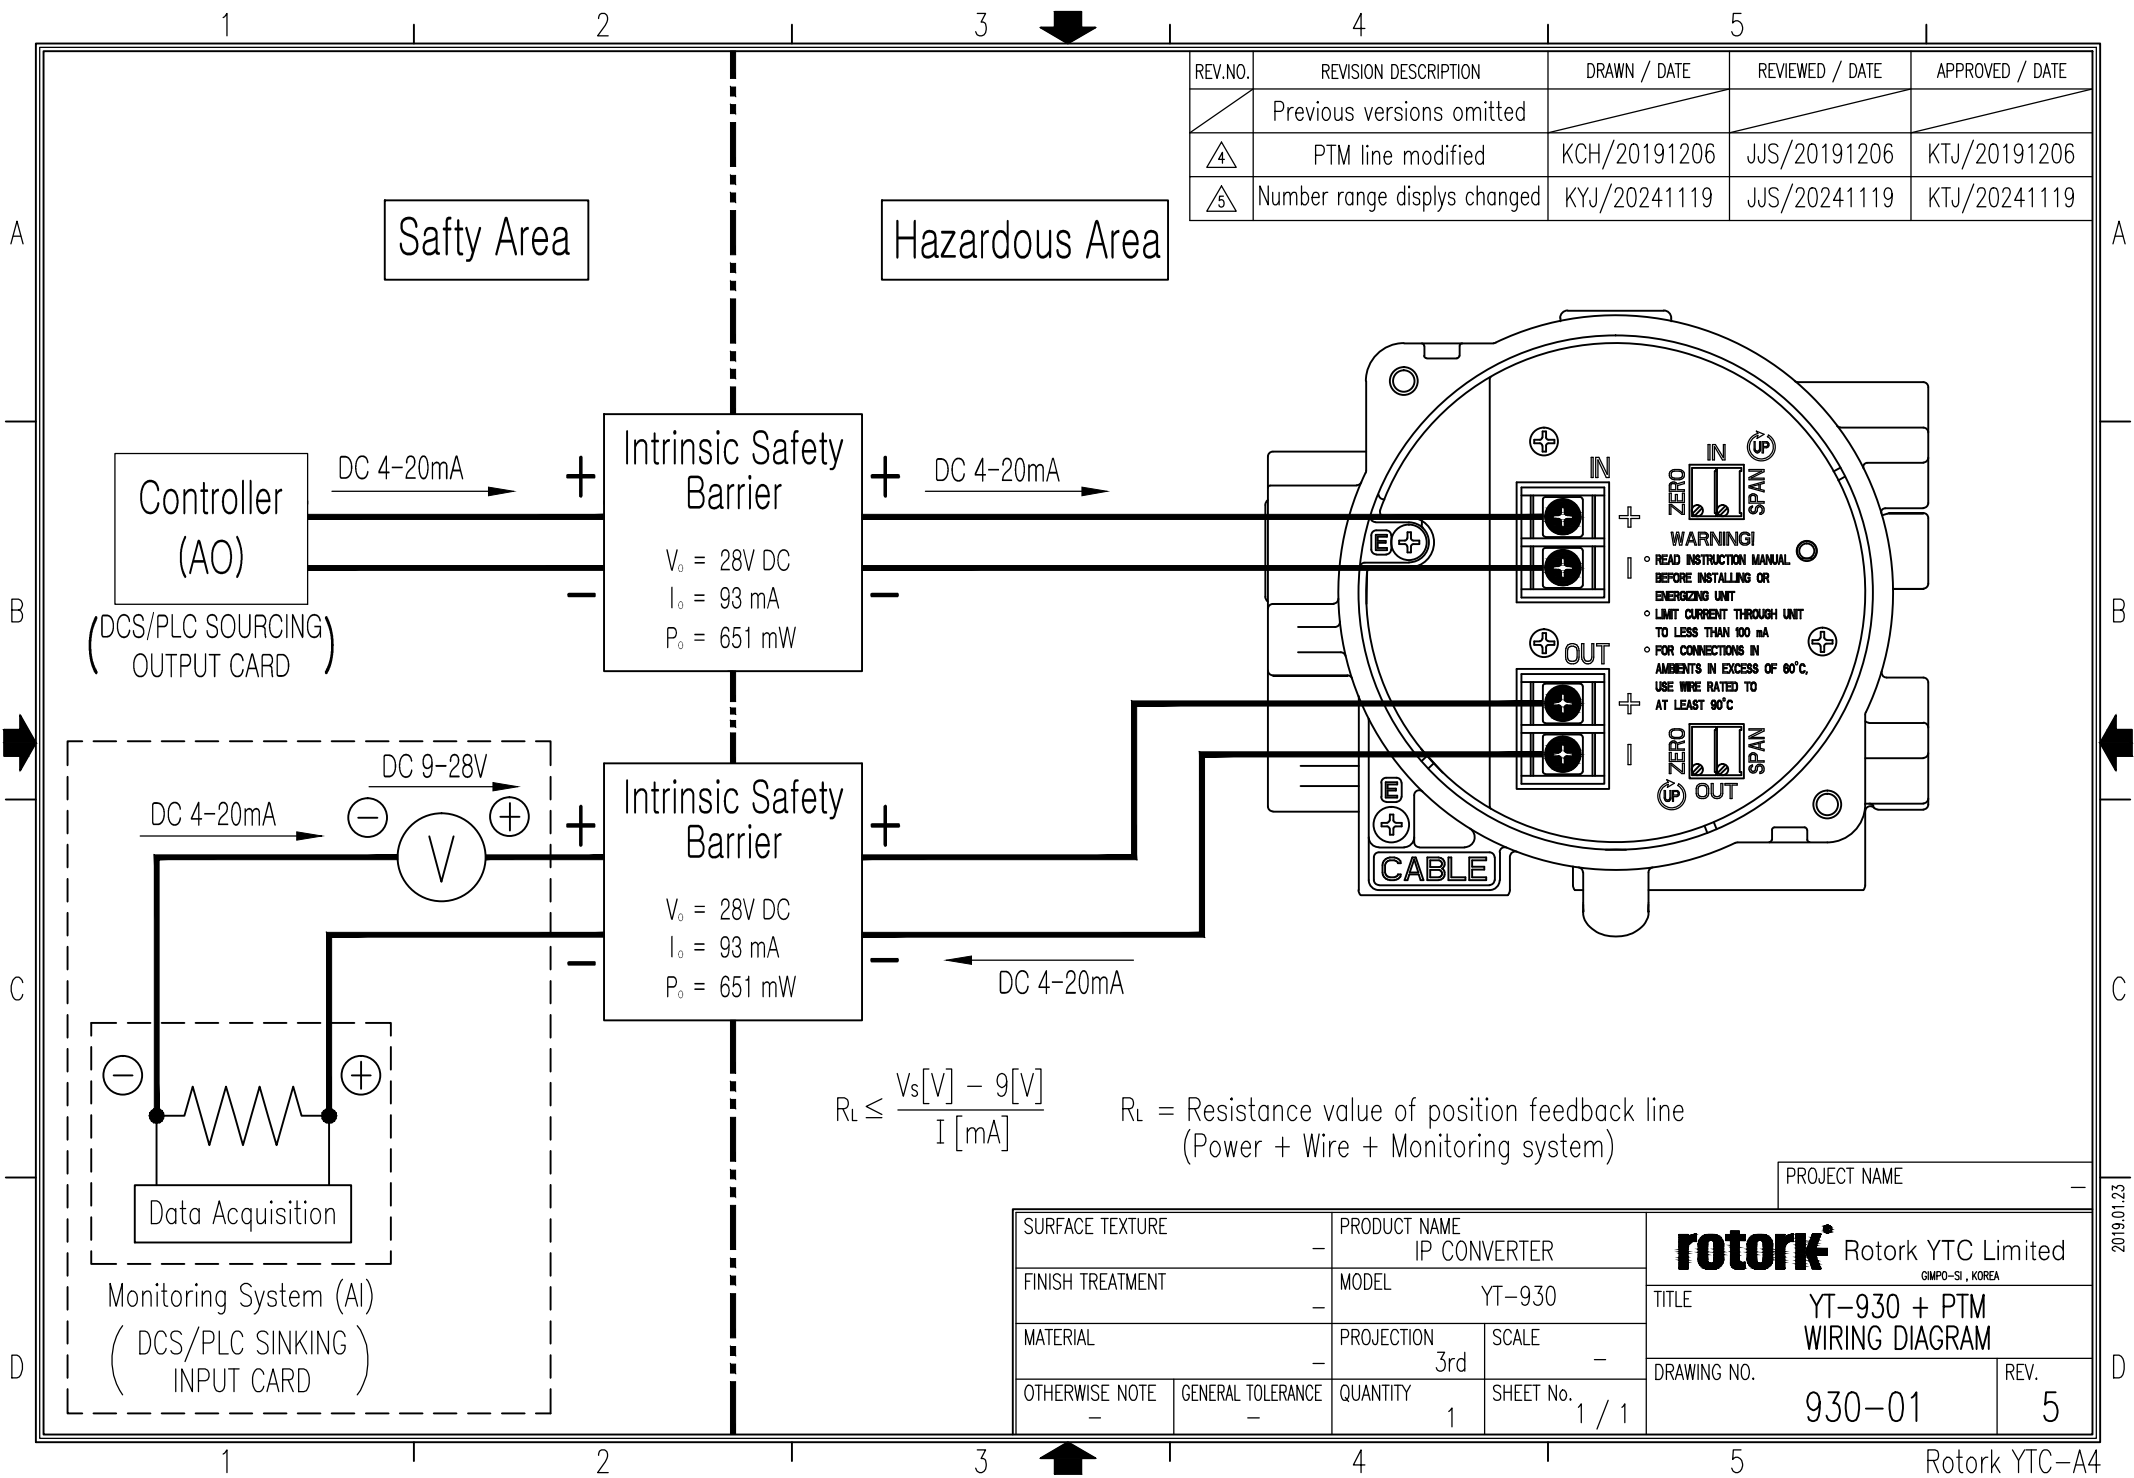 1 2 3 4 5
REV.NO. REVISION DESCRIPTION DRAWN / DATE REVIEWED / DATE APPROVED / DATE
Previous versions omitted
4 PTM line modified KCH/20191206 JJS/20191206 KTJ/20191206
5 Number range displys changed KYJ/20241119 JJS/20241119 KTJ/20241119
A A
Safty Area
Hazardous Area
Controller
(AO)
(DCS/PLC SOURCING
OUTPUT CARD)
DC 4-20mA
+
−
Intrinsic Safety
Barrier
Vo = 28V DC
Io = 93 mA
Po = 651 mW
+
−
DC 4-20mA
B B
IN
+
−
E
IN
UP
ZERO
SPAN
WARNING!
READ INSTRUCTION MANUAL
BEFORE INSTALLING OR
ENERGIZING UNIT
LIMIT CURRENT THROUGH UNIT
TO LESS THAN 100 mA
FOR CONNECTIONS IN
AMBIENTS IN EXCESS OF 60°C,
USE WIRE RATED TO
AT LEAST 90°C
OUT
+
−
ZERO
SPAN
UP
OUT
E
CABLE
DC 9-28V
DC 4-20mA
− V +
+
−
Intrinsic Safety
Barrier
Vo = 28V DC
Io = 93 mA
Po = 651 mW
+
−
DC 4-20mA
C C
− +
Data Acquisition
Monitoring System (AI)
( DCS/PLC SINKING
INPUT CARD )
RL ≤ Vs[V] − 9[V]
I [mA]
RL = Resistance value of position feedback line
(Power + Wire + Monitoring system)
PROJECT NAME
−
2019.01.23
SURFACE TEXTURE −
PRODUCT NAME
IP CONVERTER
rotork Rotork YTC Limited
GIMPO-SI , KOREA
FINISH TREATMENT −
MODEL YT-930
TITLE
YT-930 + PTM
WIRING DIAGRAM
MATERIAL −
PROJECTION 3rd
SCALE −
DRAWING NO.
930-01
REV.
5
OTHERWISE NOTE −
GENERAL TOLERANCE −
QUANTITY 1
SHEET No. 1 / 1
D D
1 2 3 4 5
Rotork YTC-A4